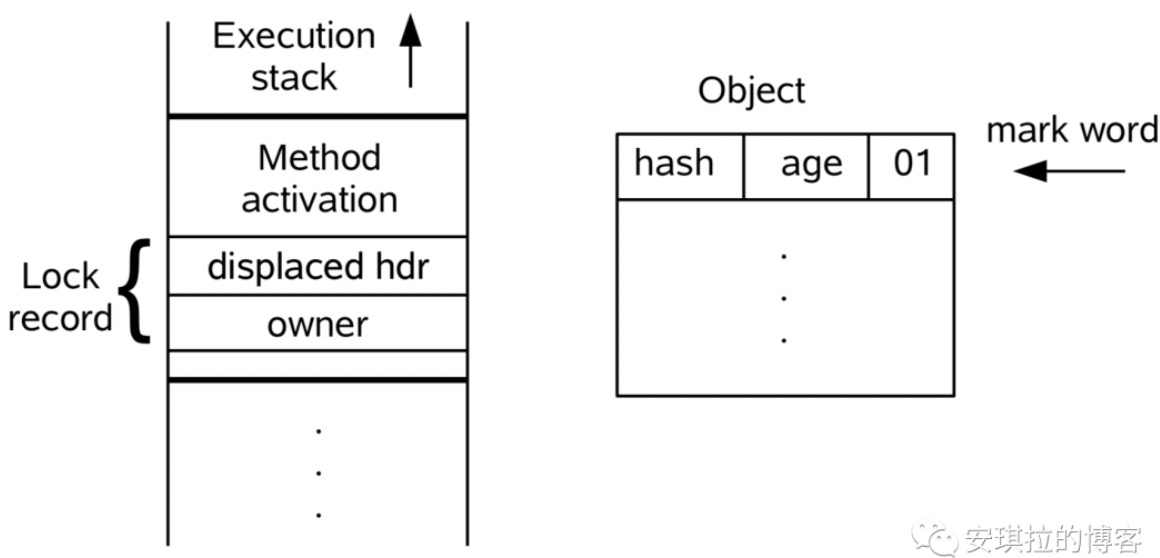 Execution
stack
Method
activation
Lock
record
displaced hdr
owner
Object
mark word
hash age 01
安琪拉的博客